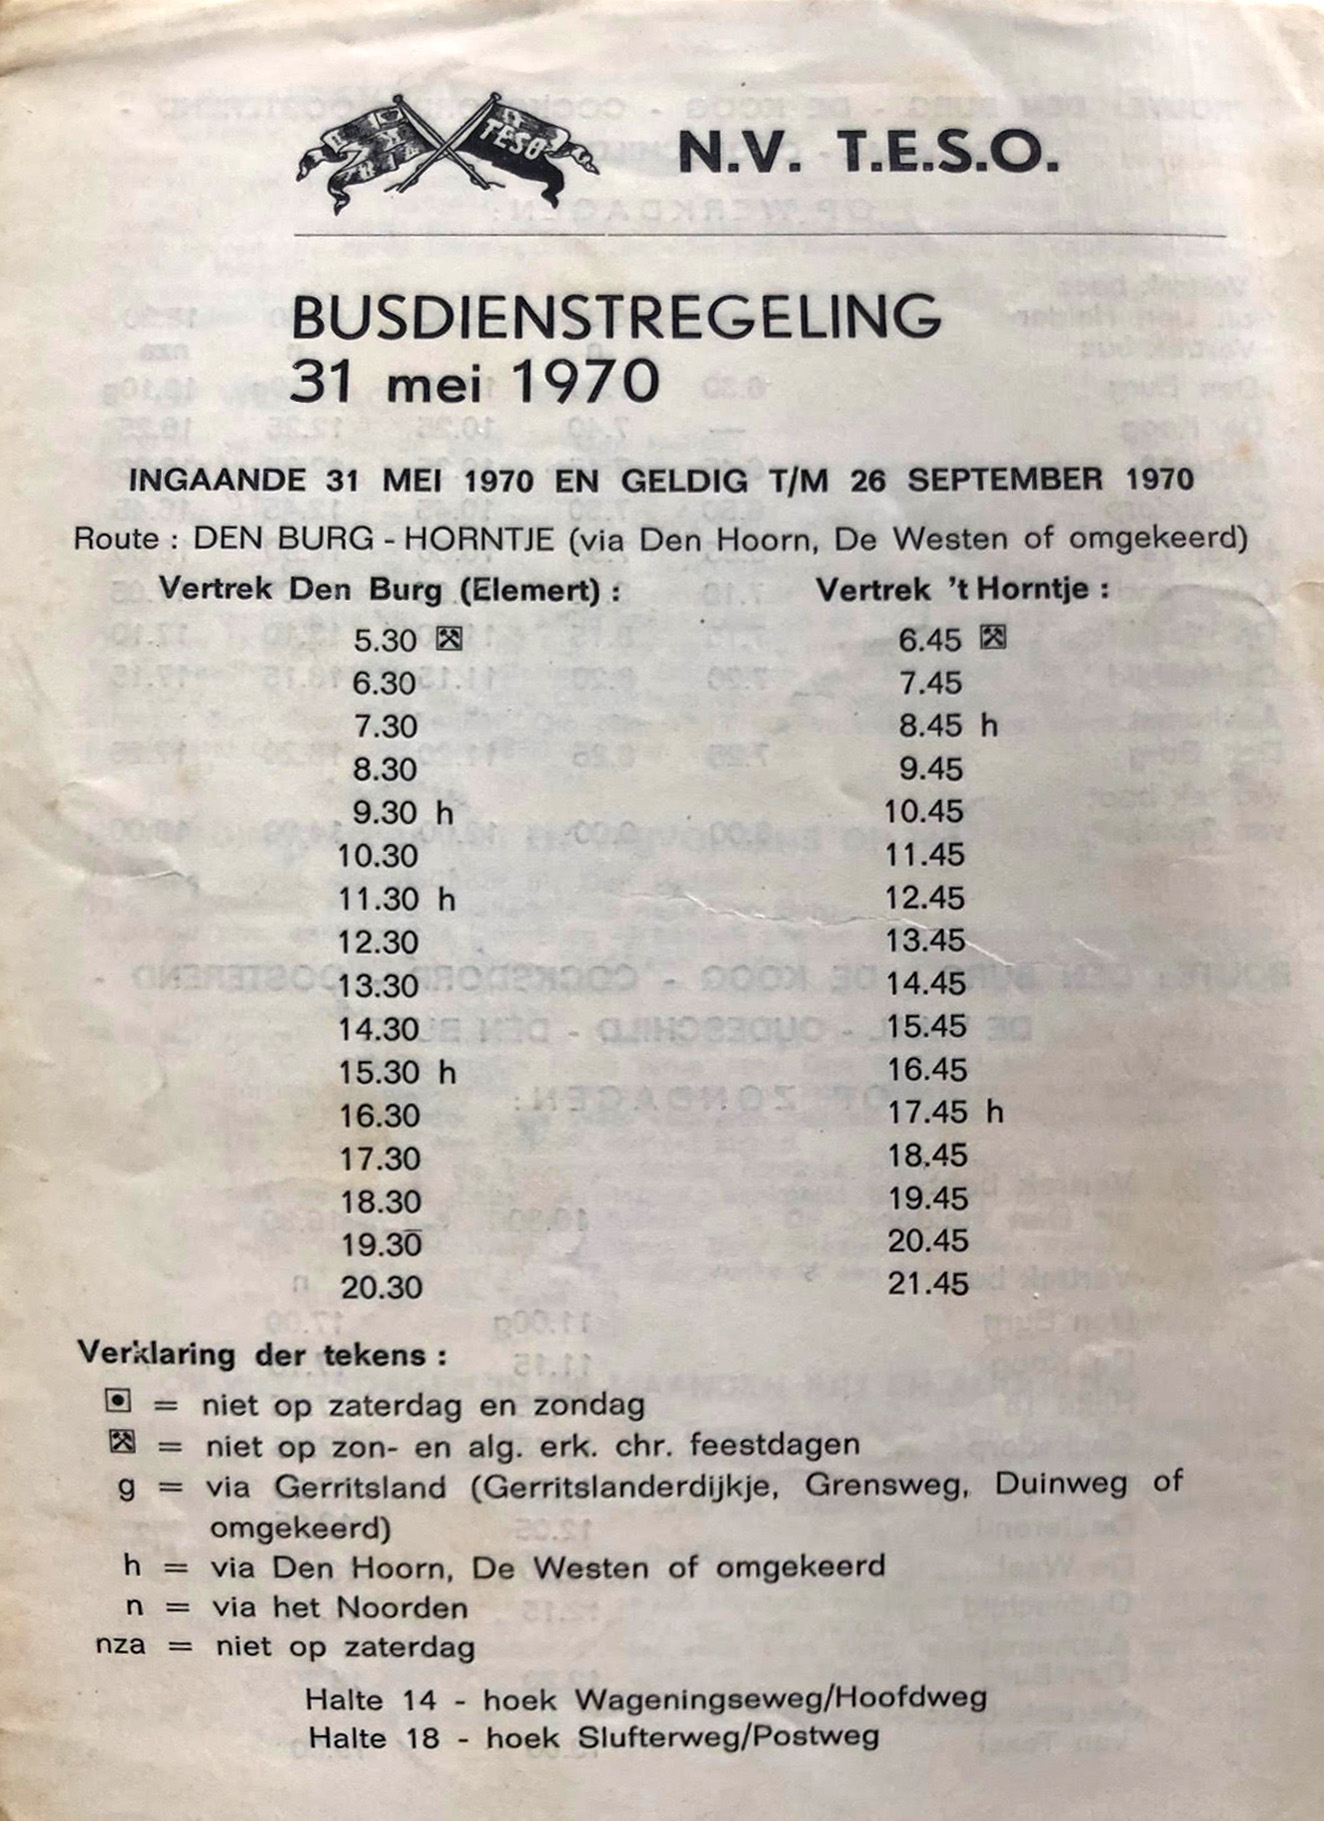 TESO
N.V. T.E.S.O.
BUSDIENSTREGELING
31 mei 1970
INGAANDE 31 MEI 1970 EN GELDIG T/M 26 SEPTEMBER 1970
Route : DEN BURG - HORNTJE (via Den Hoorn, De Westen of omgekeerd)
Vertrek Den Burg (Elemert) : Vertrek 't Horntje :
5.30 6.45
6.30 7.45
7.30 8.45 h
8.30 9.45
9.30 h 10.45
10.30 11.45
11.30 h 12.45
12.30 13.45
13.30 14.45
14.30 15.45
15.30 h 16.45
16.30 17.45 h
17.30 18.45
18.30 19.45
19.30 20.45
20.30 21.45
Verklaring der tekens :
= niet op zaterdag en zondag
= niet op zon- en alg. erk. chr. feestdagen
g = via Gerritsland (Gerritslanderdijkje, Grensweg, Duinweg of
omgekeerd)
h = via Den Hoorn, De Westen of omgekeerd
n = via het Noorden
nza = niet op zaterdag
Halte 14 - hoek Wageningseweg/Hoofdweg
Halte 18 - hoek Slufterweg/Postweg